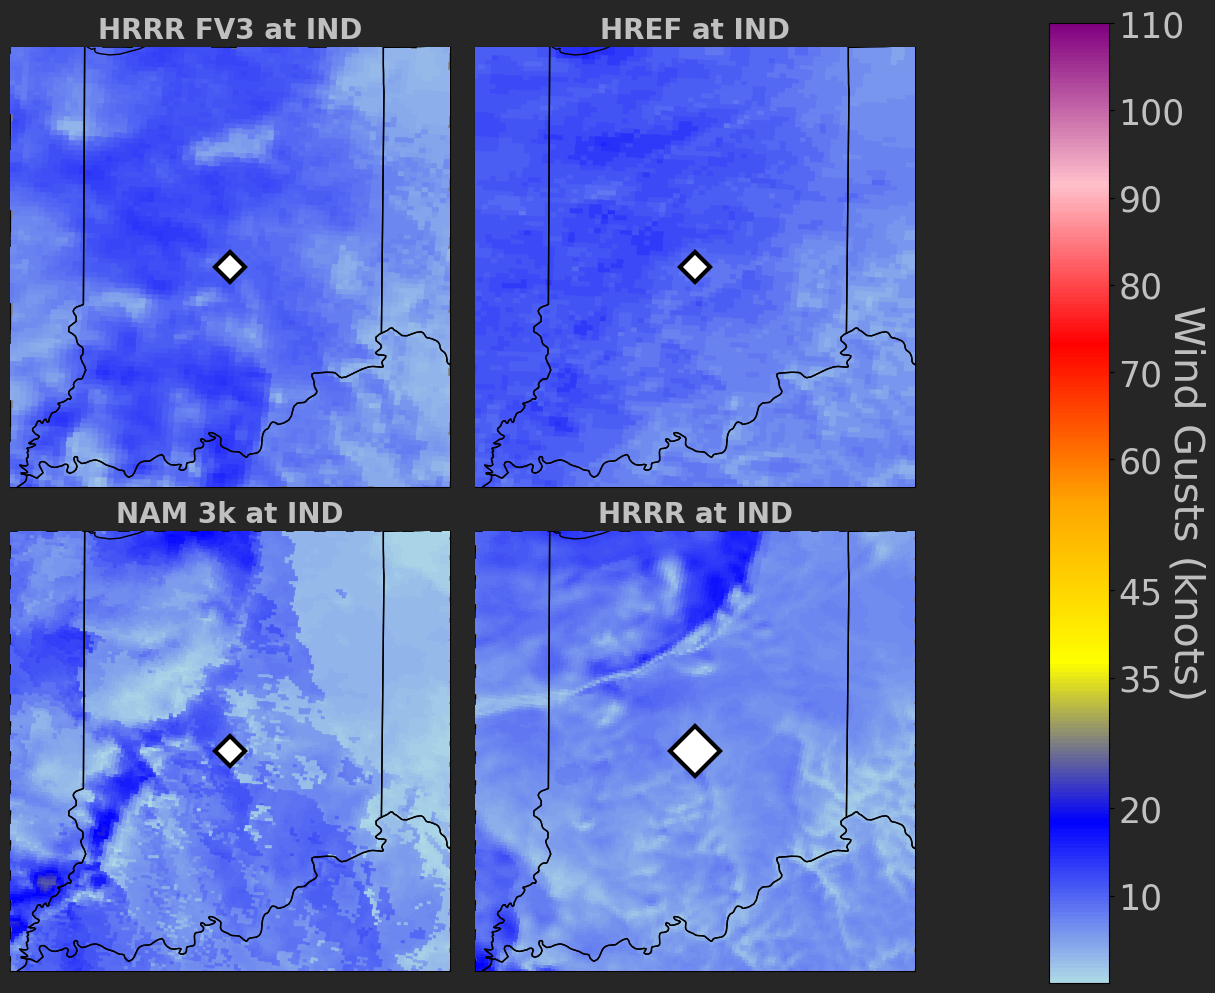 HRRR FV3 at IND
HREF at IND
NAM 3k at IND
HRRR at IND
110
100
90
80
70
60
45
35
20
10
Wind Gusts (knots)